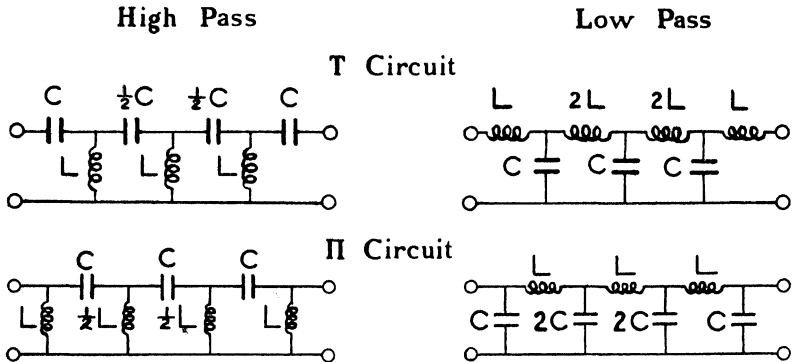 High Pass
Low Pass
T Circuit
C ½C ½C C
L 2L 2L L
L L L
C C C
Π Circuit
C C C
L L L
L ½L ½L L
C 2C 2C C